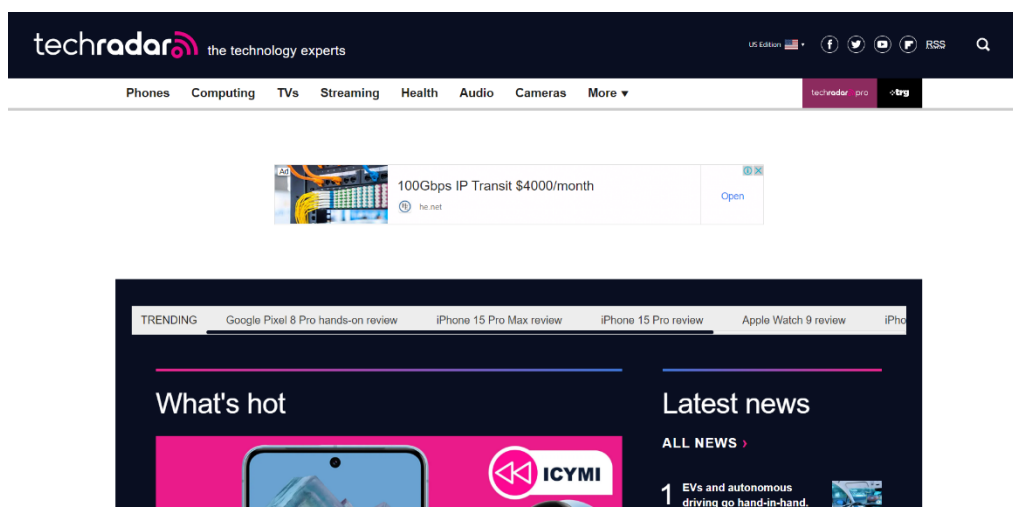 techradar the technology experts
US Edition
RSS
Phones Computing TVs Streaming Health Audio Cameras More ▾
techradar pro
trg
Ad
100Gbps IP Transit $4000/month
he.net
Open
TRENDING Google Pixel 8 Pro hands-on review iPhone 15 Pro Max review iPhone 15 Pro review Apple Watch 9 review iPho
What's hot
ICYMI
Latest news
ALL NEWS ›
1 EVs and autonomous
driving go hand-in-hand.